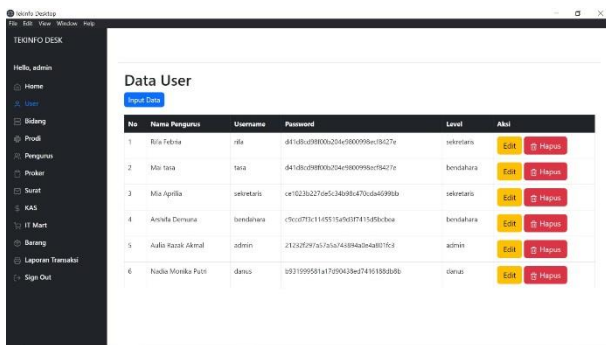 Tekinfo Desktop
File Edit View Window Help
TEKINFO DESK
Hello, admin
Home
User
Bidang
Prodi
Pengurus
Proker
Surat
KAS
IT Mart
Barang
Laporan Transaksi
Sign Out
Data User
Input Data
No Nama Pengurus Username Password Level Aksi
1 Rifa Febria rifa d41d8cd98f00b204e9800998ecf8427e sekretaris Edit Hapus
2 Mai tasa tasa d41d8cd98f00b204e9800998ecf8427e bendahara Edit Hapus
3 Mia Aprilia sekretaris sekretaris Edit Hapus
4 Demuna bendahara bendahara Edit Hapus
5 Aulia Razak Akmal admin 21232f297a57a5a743894a0e4a801fc3 admin Edit Hapus
6 Nadia Monika Putri danus danus Edit Hapus